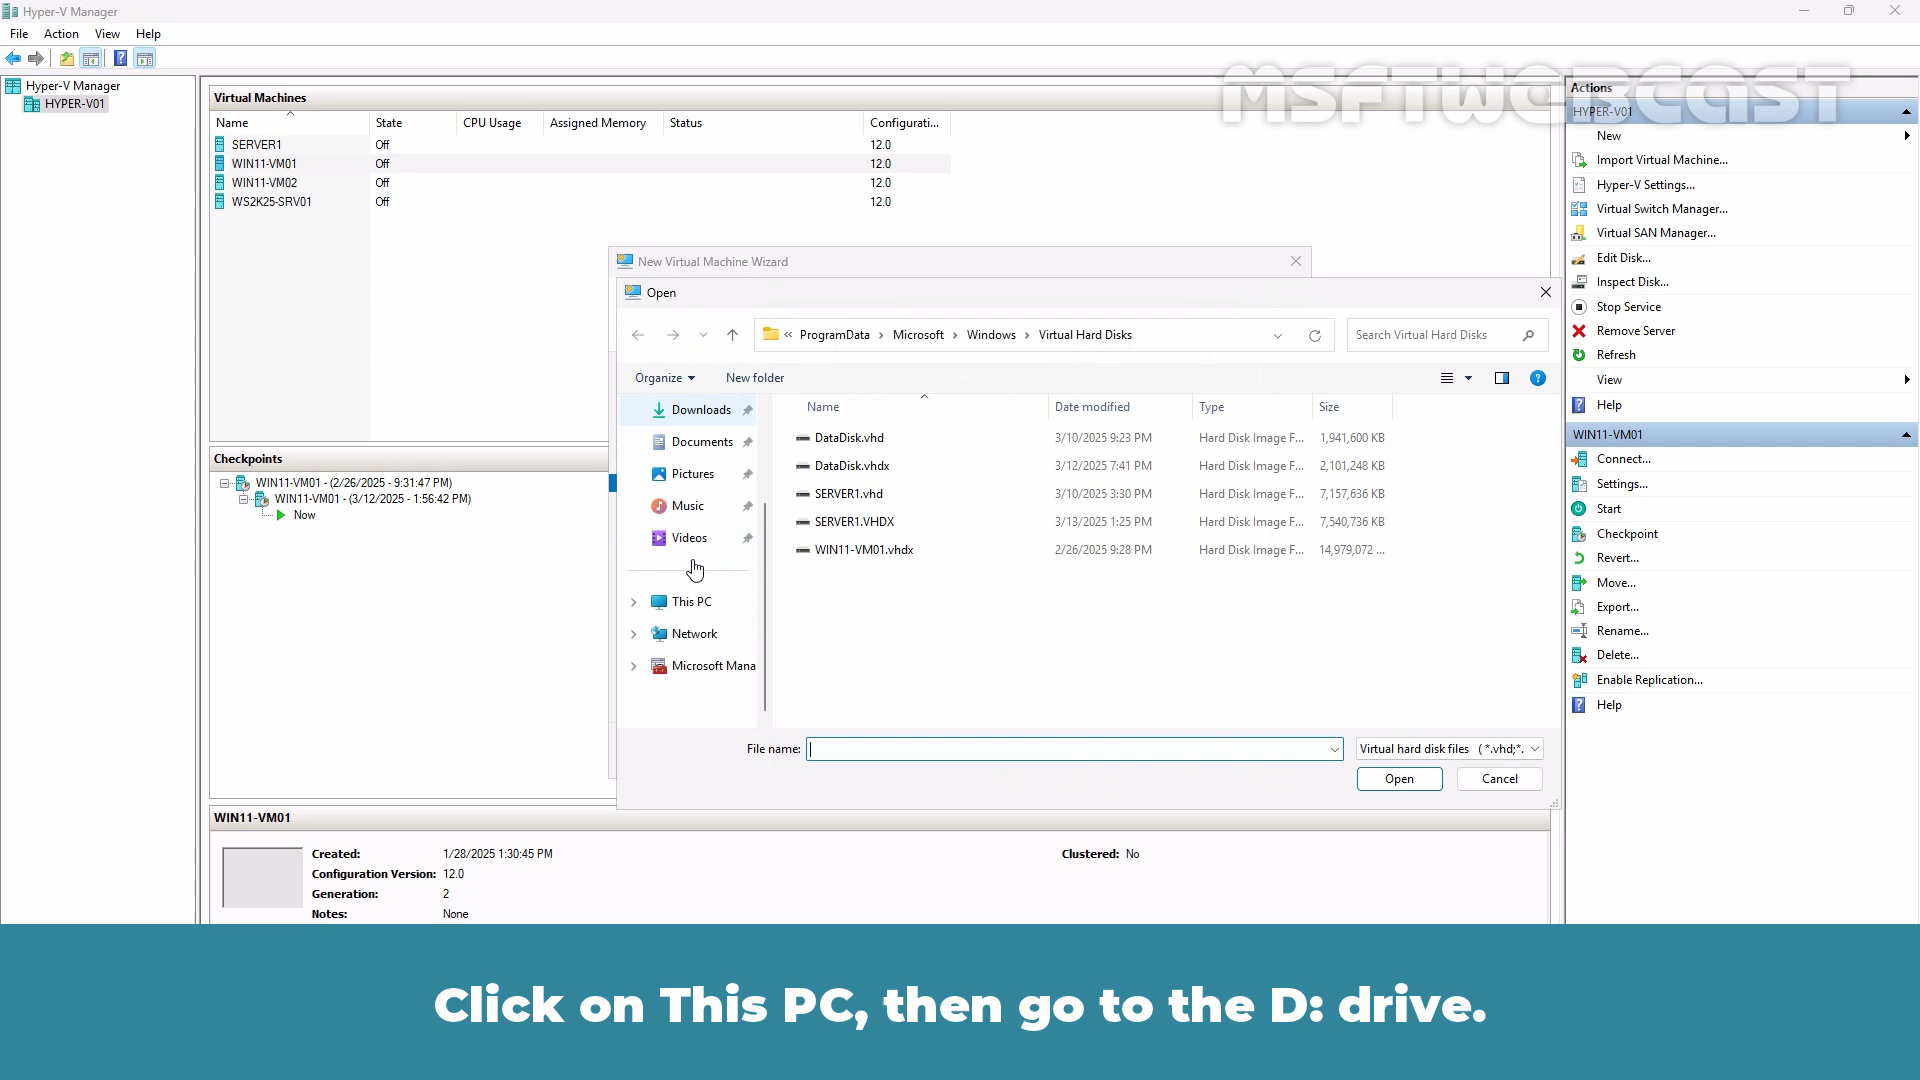 Hyper-V Manager
File Action View Help
Hyper-V Manager
HYPER-V01
Virtual Machines
Name State CPU Usage Assigned Memory Status Configurati...
SERVER1 Off 12.0
WIN11-VM01 Off 12.0
WIN11-VM02 Off 12.0
WS2K25-SRV01 Off 12.0
Checkpoints
WIN11-VM01 - (2/26/2025 - 9:31:47 PM)
WIN11-VM01 - (3/12/2025 - 1:56:42 PM)
Now
New Virtual Machine Wizard
Open
« ProgramData > Microsoft > Windows > Virtual Hard Disks
Search Virtual Hard Disks
Organize New folder
Downloads
Documents
Pictures
Music
Videos
This PC
Network
Microsoft Mana
Name Date modified Type Size
DataDisk.vhd 3/10/2025 9:23 PM Hard Disk Image F... 1,941,600 KB
DataDisk.vhdx 3/12/2025 7:41 PM Hard Disk Image F... 2,101,248 KB
SERVER1.vhd 3/10/2025 3:30 PM Hard Disk Image F... 7,157,636 KB
SERVER1.VHDX 3/13/2025 1:25 PM Hard Disk Image F... 7,540,736 KB
WIN11-VM01.vhdx 2/26/2025 9:28 PM Hard Disk Image F... 14,979,072 ...
File name: Virtual hard disk files ( *.vhd;*.
Open Cancel
WIN11-VM01
Created: 1/28/2025 1:30:45 PM Clustered: No
Configuration Version: 12.0
Generation: 2
Notes: None
MSFTWEBCAST
Actions
HYPER-V01
New
Import Virtual Machine...
Hyper-V Settings...
Virtual Switch Manager...
Virtual SAN Manager...
Edit Disk...
Inspect Disk...
Stop Service
Remove Server
Refresh
View
Help
WIN11-VM01
Connect...
Settings...
Start
Checkpoint
Revert...
Move...
Export...
Rename...
Delete...
Enable Replication...
Help
Click on This PC, then go to the D: drive.